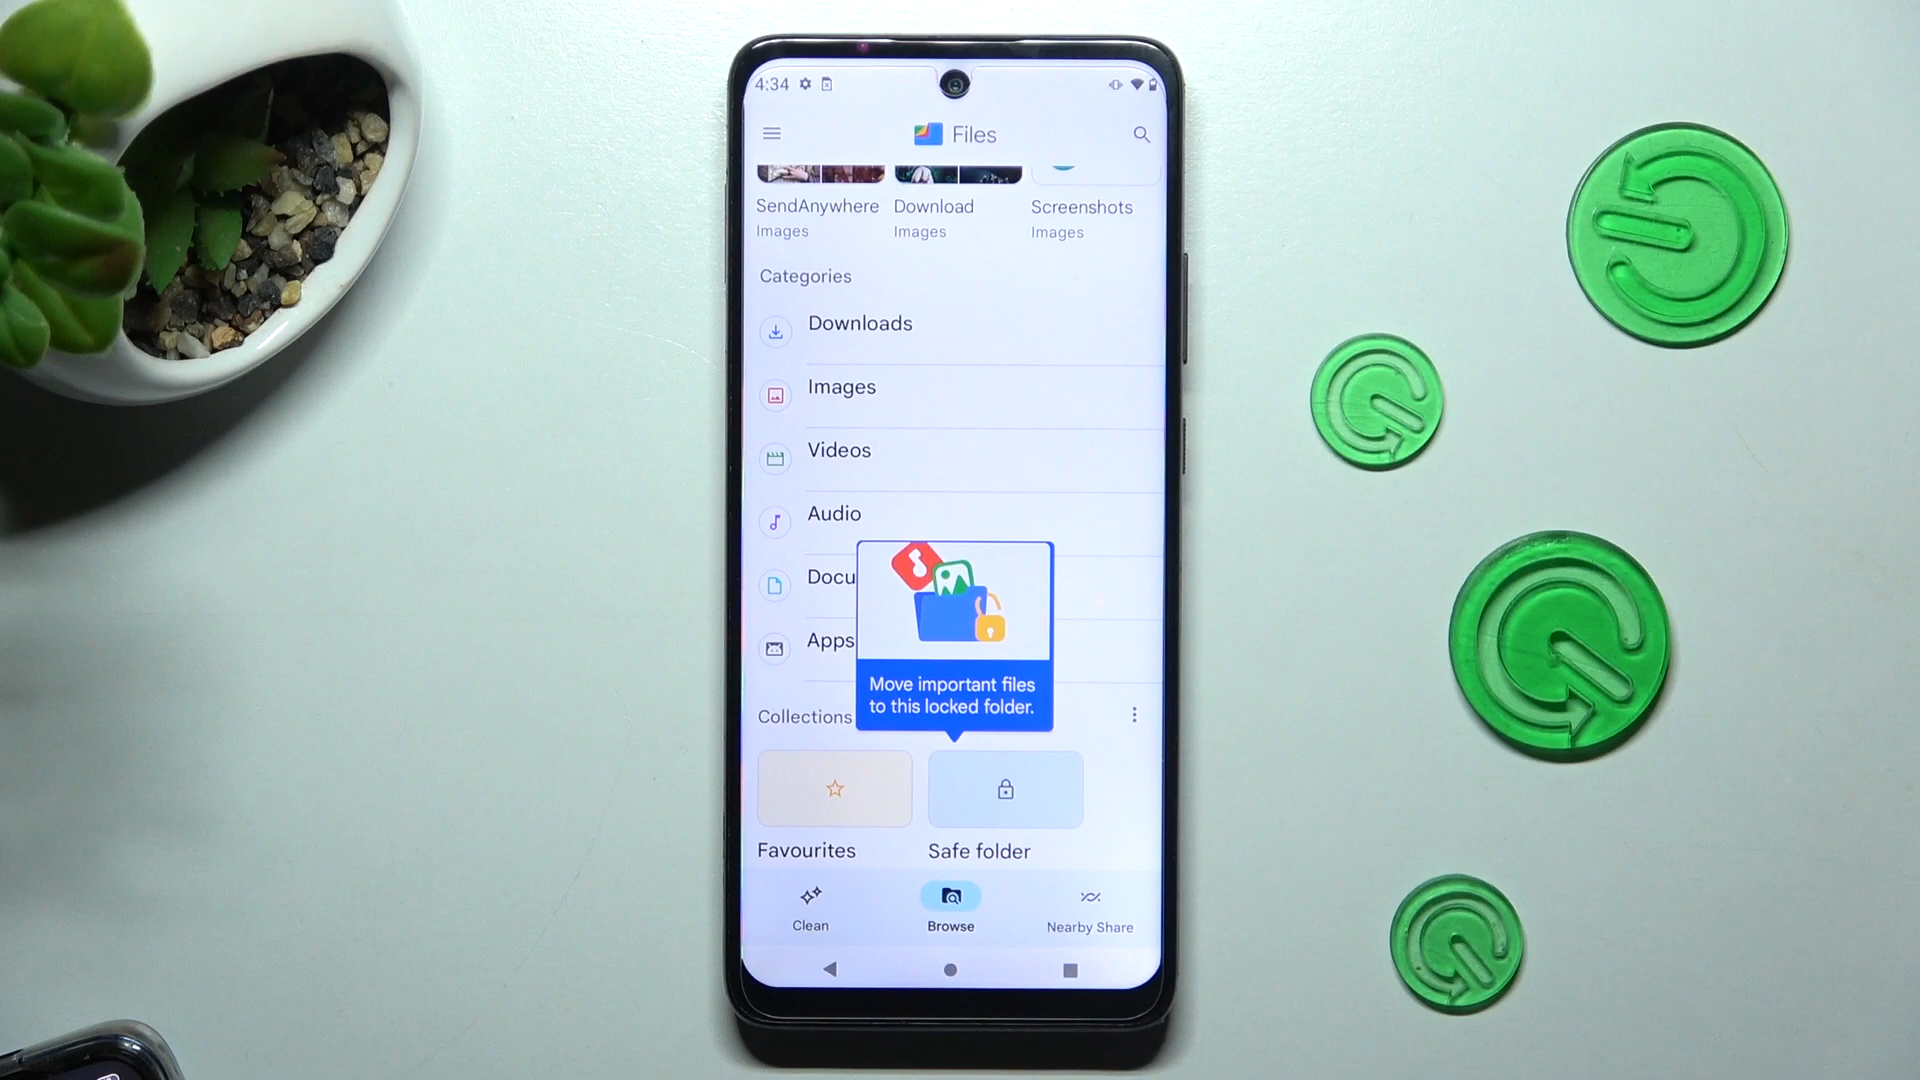 4:34
Files
SendAnywhere
Images
Download
Images
Screenshots
Images
Categories
Downloads
Images
Videos
Audio
Docu
Apps
Move important files
to this locked folder.
Collections
Favourites
Safe folder
Clean
Browse
Nearby Share